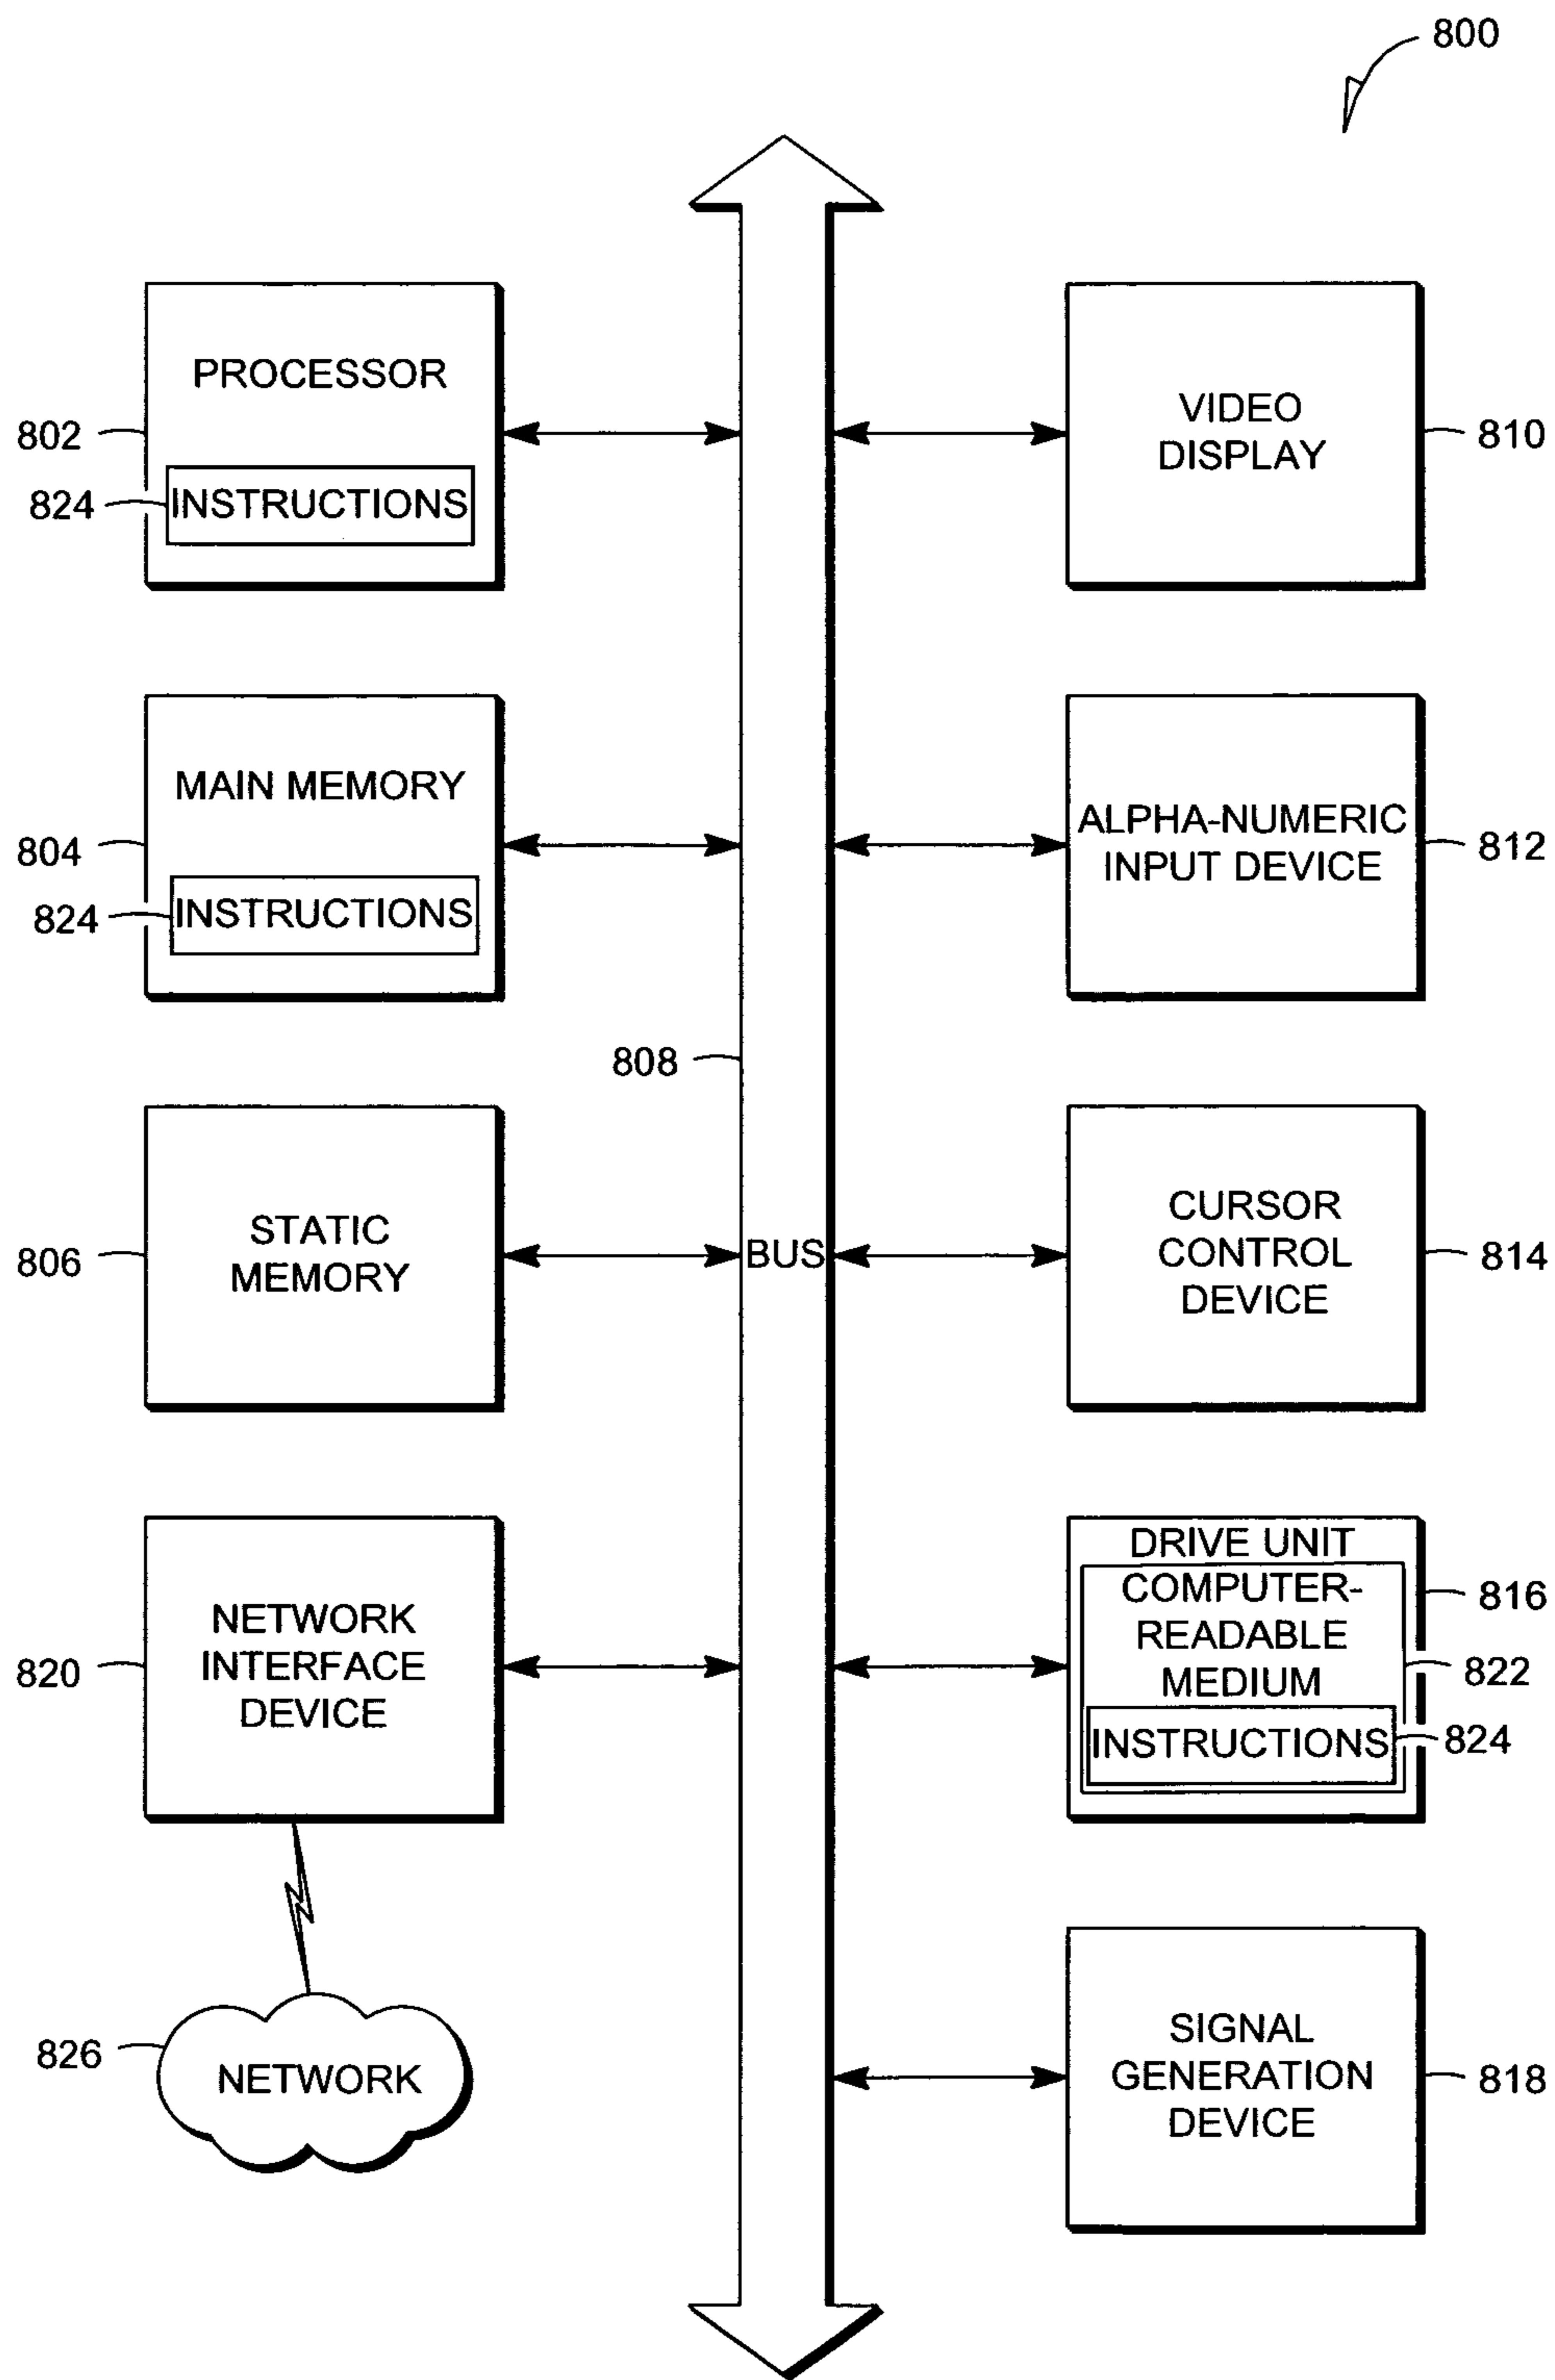 800
PROCESSOR
802
824
INSTRUCTIONS
VIDEO
DISPLAY
810
MAIN MEMORY
804
824
INSTRUCTIONS
ALPHA-NUMERIC
INPUT DEVICE
812
808
STATIC
MEMORY
806
BUS
CURSOR
CONTROL
DEVICE
814
NETWORK
INTERFACE
DEVICE
820
DRIVE UNIT
COMPUTER-
READABLE
MEDIUM
816
822
INSTRUCTIONS
824
826
NETWORK
SIGNAL
GENERATION
DEVICE
818